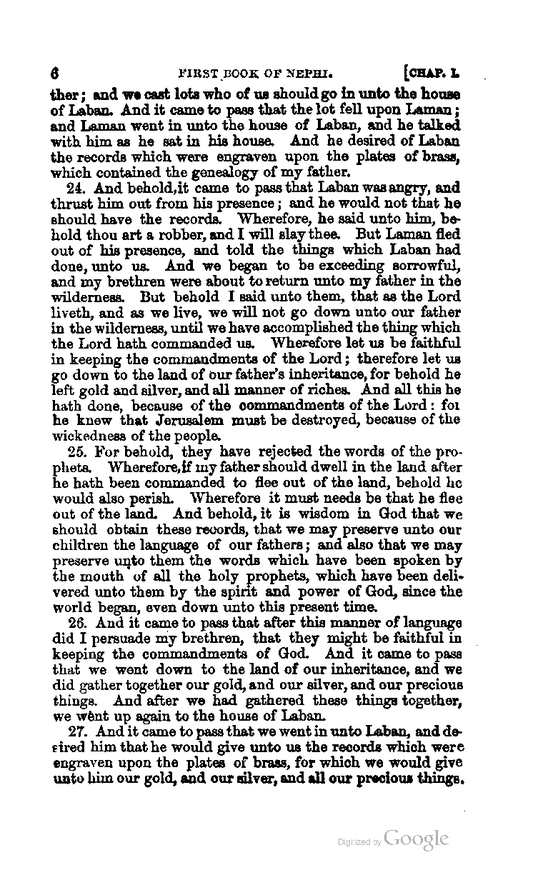 6 FIRST BOOK OF NEPHI. [CHAP. I.
ther; and we cast lots who of us should go in unto the house
of Laban. And it came to pass that the lot fell upon Laman;
and Laman went in unto the house of Laban, and he talked
with him as he sat in his house. And he desired of Laban
the records which were engraven upon the plates of brass,
which contained the genealogy of my father.
24. And behold, it came to pass that Laban was angry, and
thrust him out from his presence; and he would not that he
should have the records. Wherefore, he said unto him, be-
hold thou art a robber, and I will slay thee. But Laman fled
out of his presence, and told the things which Laban had
done, unto us. And we began to be exceeding sorrowful,
and my brethren were about to return unto my father in the
wilderness. But behold I said unto them, that as the Lord
liveth, and as we live, we will not go down unto our father
in the wilderness, until we have accomplished the thing which
the Lord hath commanded us. Wherefore let us be faithful
in keeping the commandments of the Lord; therefore let us
go down to the land of our father's inheritance, for behold he
left gold and silver, and all manner of riches. And all this he
hath done, because of the commandments of the Lord: for
he knew that Jerusalem must be destroyed, because of the
wickedness of the people.
25. For behold, they have rejected the words of the pro-
phets. Wherefore, if my father should dwell in the land after
he hath been commanded to flee out of the land, behold he
would also perish. Wherefore it must needs be that he flee
out of the land. And behold, it is wisdom in God that we
should obtain these records, that we may preserve unto our
children the language of our fathers; and also that we may
preserve unto them the words which have been spoken by
the mouth of all the holy prophets, which have been deli-
vered unto them by the spirit and power of God, since the
world began, even down unto this present time.
26. And it came to pass that after this manner of language
did I persuade my brethren, that they might be faithful in
keeping the commandments of God. And it came to pass
that we went down to the land of our inheritance, and we
did gather together our gold, and our silver, and our precious
things. And after we had gathered these things together,
we went up again to the house of Laban.
27. And it came to pass that we went in unto Laban, and de-
sired him that he would give unto us the records which were
engraven upon the plates of brass, for which we would give
unto him our gold, and our silver, and all our precious things.
Digitized by Google